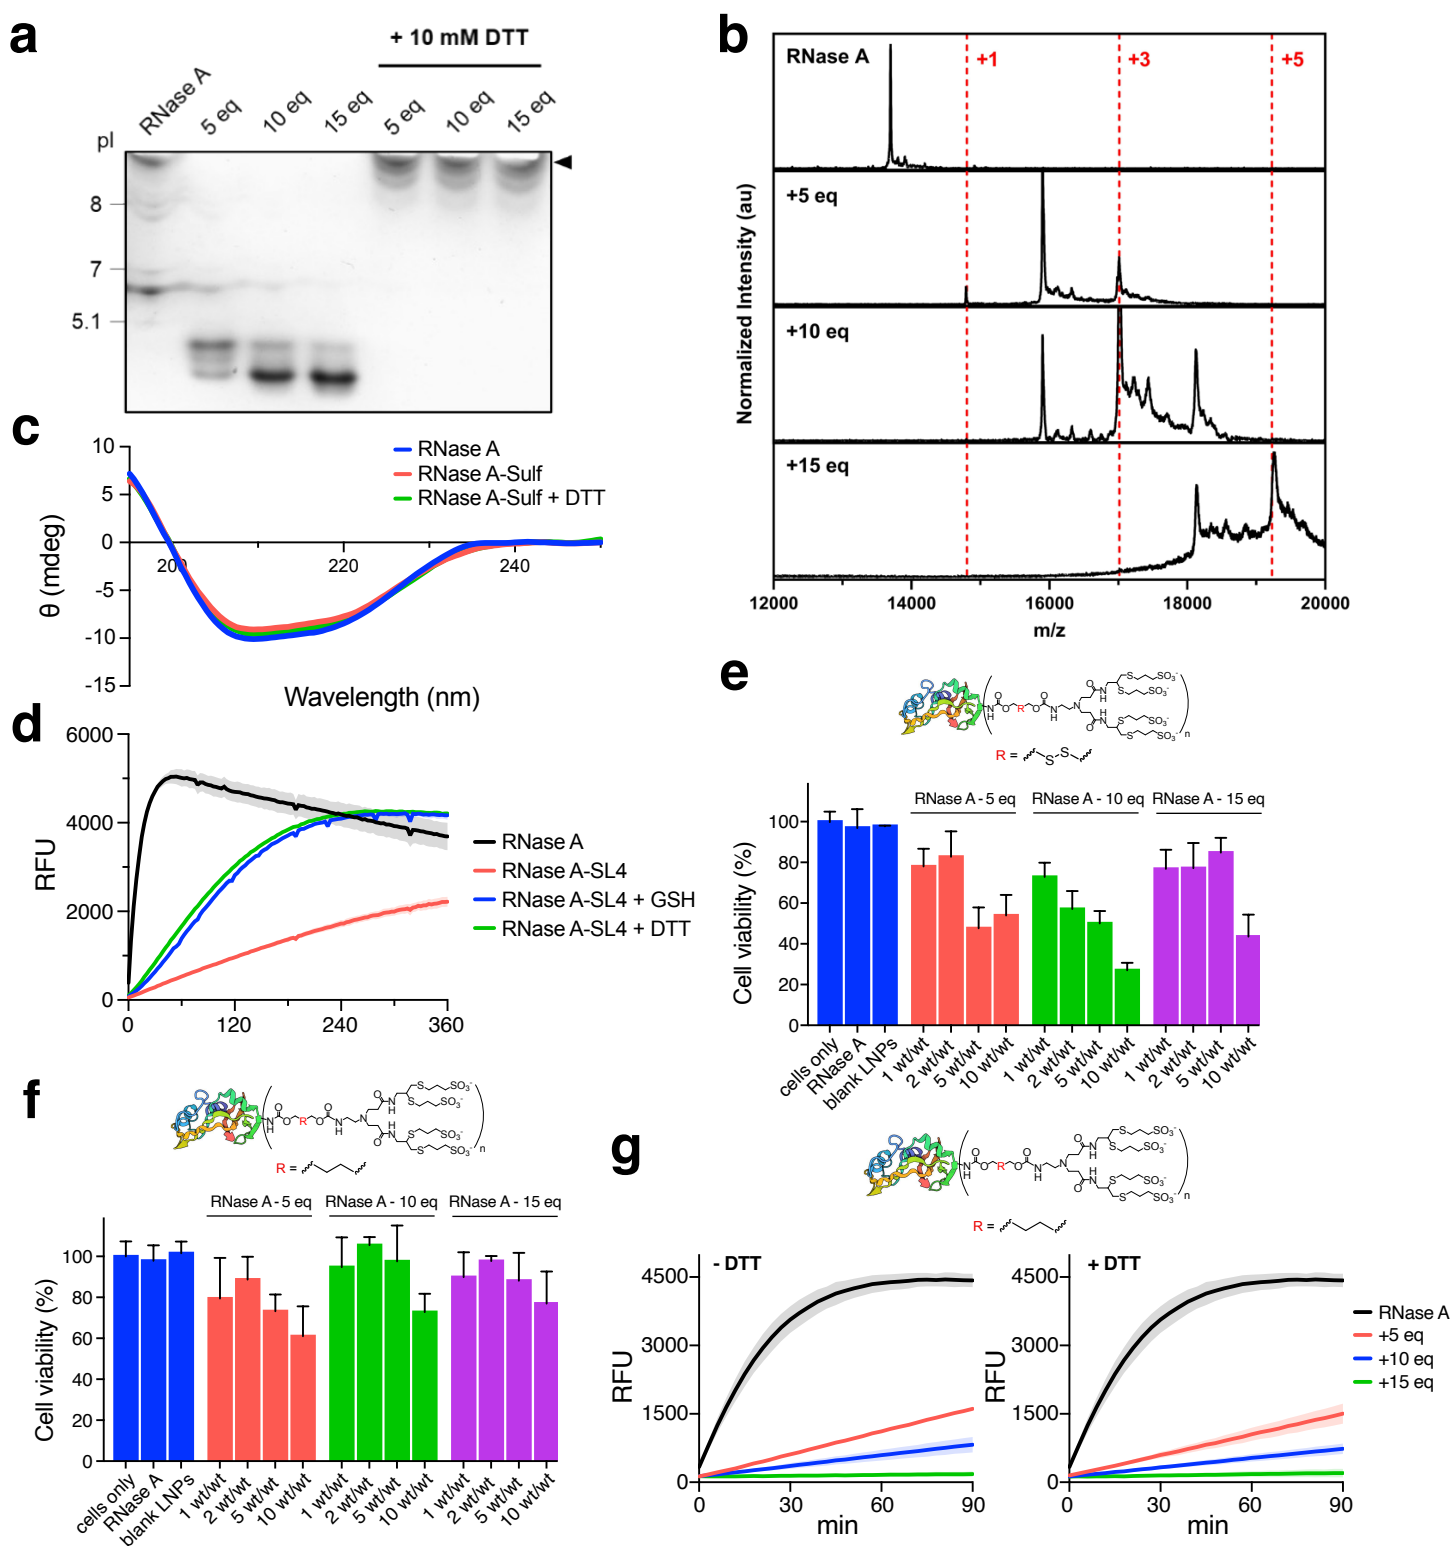 a
+ 10 mM DTT
RNase A
5 eq
10 eq
15 eq
5 eq
10 eq
15 eq
pI
8
7
5.1
b
RNase A
+1
+3
+5
+5 eq
+10 eq
+15 eq
Normalized Intensity (au)
12000
14000
16000
18000
20000
m/z
c
10
5
0
-5
-10
-15
θ (mdeg)
200
220
240
RNase A
RNase A-Sulf
RNase A-Sulf + DTT
Wavelength (nm)
d
6000
4000
2000
0
RFU
0
120
240
360
RNase A
RNase A-SL4
RNase A-SL4 + GSH
RNase A-SL4 + DTT
e
R =
S
S
n
RNase A - 5 eq
RNase A - 10 eq
RNase A - 15 eq
100
80
60
40
20
0
Cell viability (%)
cells only
RNase A
blank LNPs
1 wt/wt
2 wt/wt
5 wt/wt
10 wt/wt
1 wt/wt
2 wt/wt
5 wt/wt
10 wt/wt
1 wt/wt
2 wt/wt
5 wt/wt
10 wt/wt
f
R =
n
RNase A - 5 eq
RNase A - 10 eq
RNase A - 15 eq
100
80
60
40
20
0
Cell viability (%)
cells only
RNase A
blank LNPs
1 wt/wt
2 wt/wt
5 wt/wt
10 wt/wt
1 wt/wt
2 wt/wt
5 wt/wt
10 wt/wt
1 wt/wt
2 wt/wt
5 wt/wt
10 wt/wt
g
R =
n
- DTT
4500
3000
1500
0
RFU
0
30
60
90
min
+ DTT
4500
3000
1500
0
RFU
0
30
60
90
min
RNase A
+5 eq
+10 eq
+15 eq